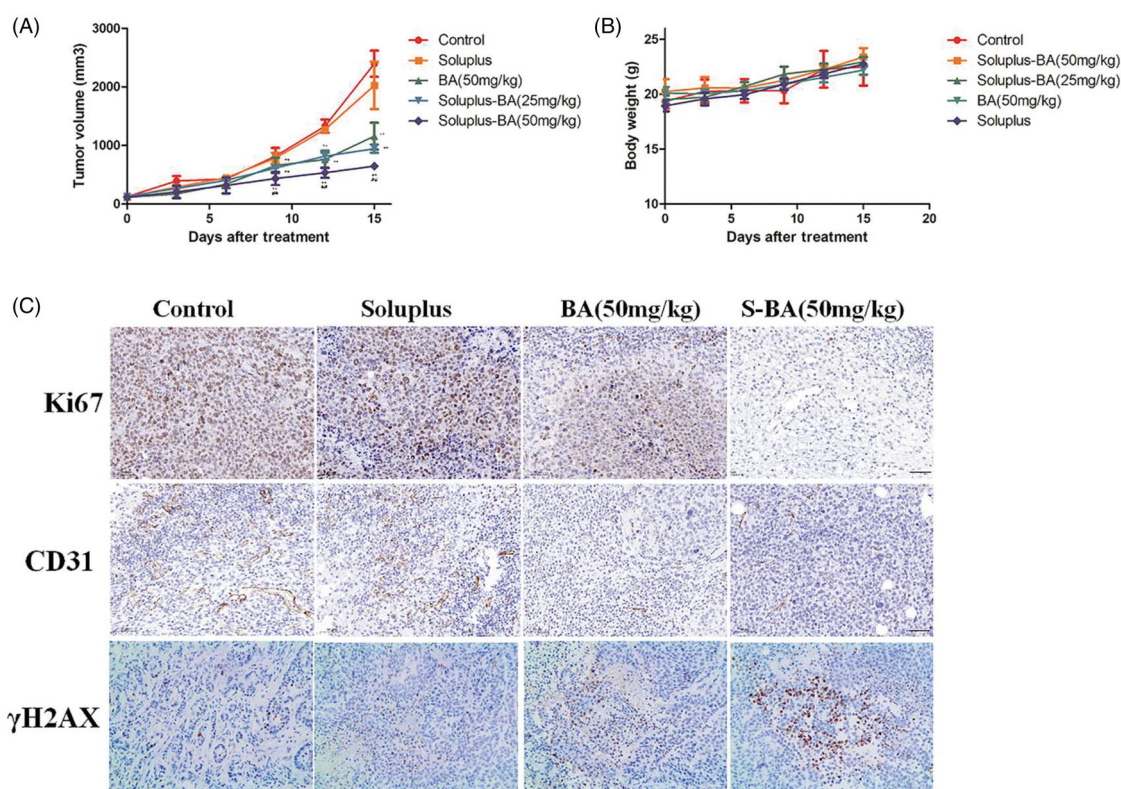 (A)
Tumor volume (mm3)
3000
2000
1000
0
0 5 10 15
Days after treatment
Control
Soluplus
BA(50mg/kg)
Soluplus-BA(25mg/kg)
Soluplus-BA(50mg/kg)
(B)
Body weight (g)
25
20
15
10
0 5 10 15 20
Days after treatment
Control
Soluplus-BA(50mg/kg)
Soluplus-BA(25mg/kg)
BA(50mg/kg)
Soluplus
(C)
Control Soluplus BA(50mg/kg) S-BA(50mg/kg)
Ki67
CD31
γH2AX